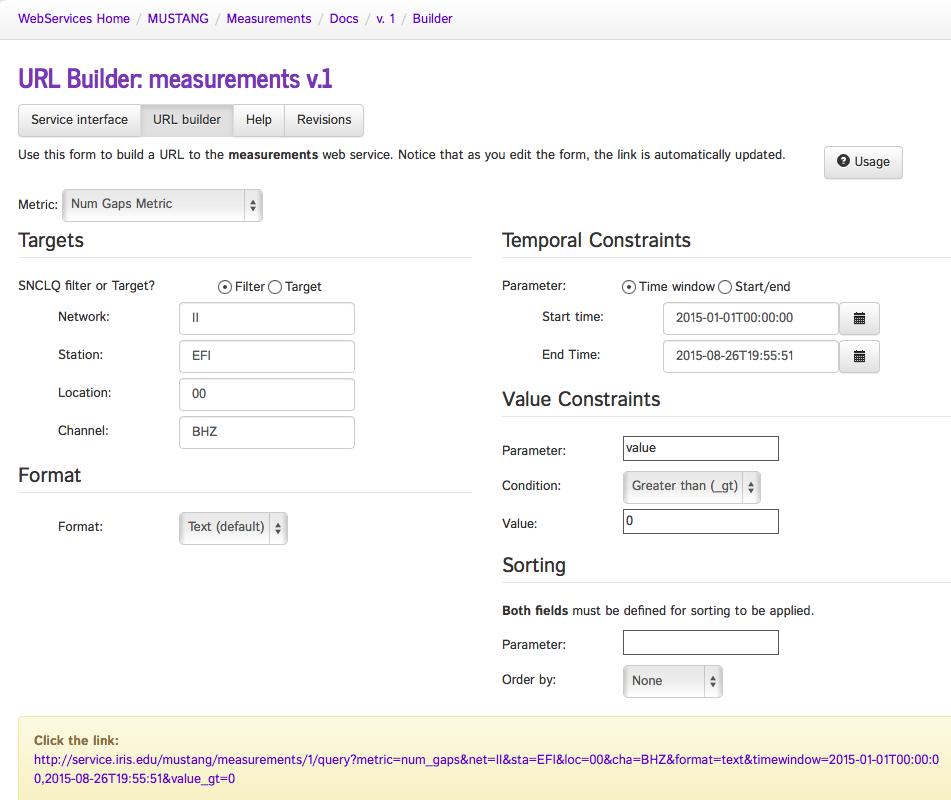 WebServices Home / MUSTANG / Measurements / Docs / v. 1 / Builder
URL Builder: measurements v.1
Service interface URL builder Help Revisions
Use this form to build a URL to the measurements web service. Notice that as you edit the form, the link is automatically updated.
Usage
Metric: Num Gaps Metric
Targets
SNCLQ filter or Target? Filter Target
Network: II
Station: EFI
Location: 00
Channel: BHZ
Format
Format: Text (default)
Temporal Constraints
Parameter: Time window Start/end
Start time: 2015-01-01T00:00:00
End Time: 2015-08-26T19:55:51
Value Constraints
Parameter: value
Condition: Greater than (_gt)
Value: 0
Sorting
Both fields must be defined for sorting to be applied.
Parameter:
Order by: None
Click the link:
http://service.iris.edu/mustang/measurements/1/query?metric=num_gaps&net=II&sta=EFI&loc=00&cha=BHZ&format=text&timewindow=2015-01-01T00:00:0
0,2015-08-26T19:55:51&value_gt=0